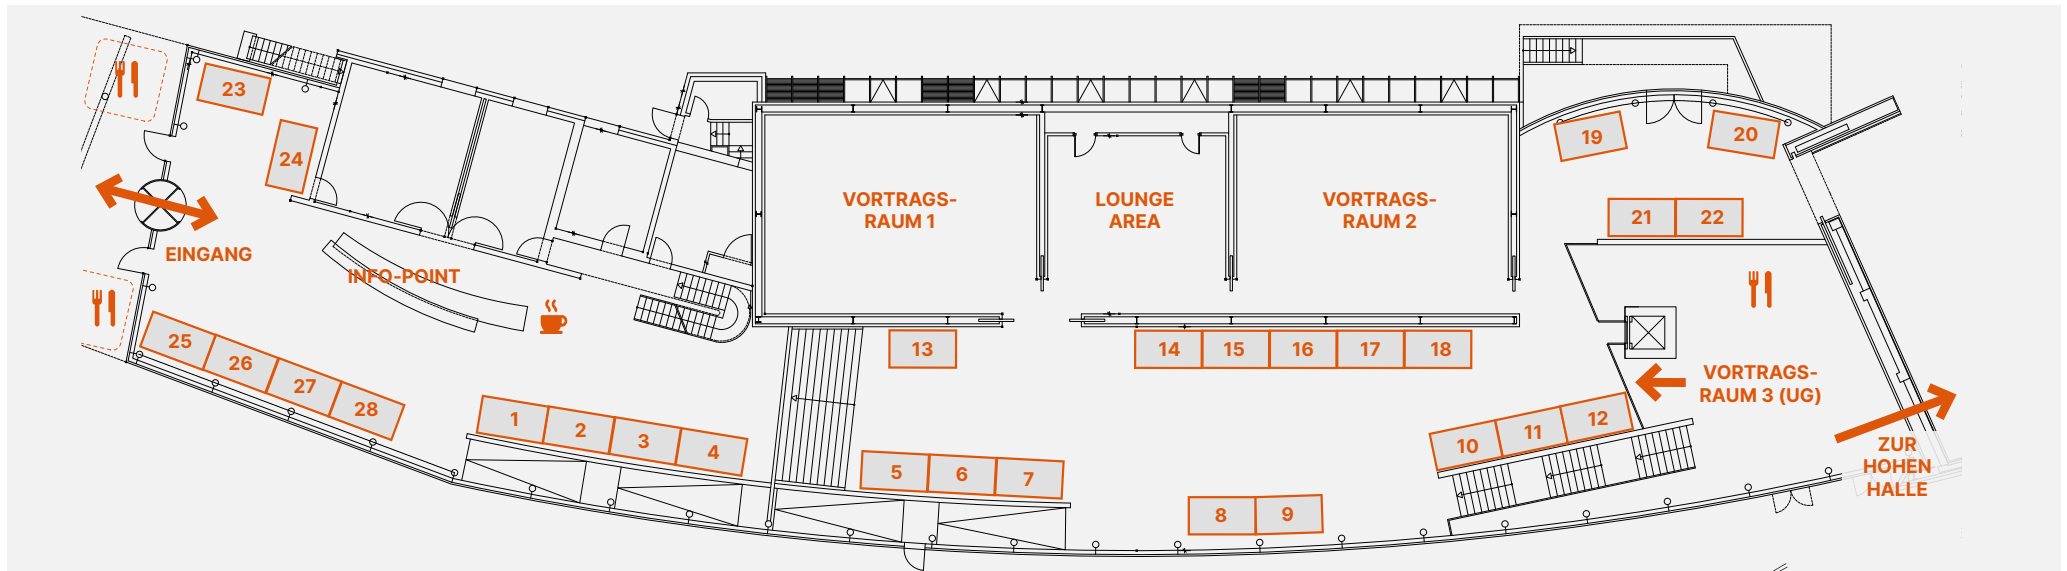 23
24
EINGANG
INFO-POINT
25
26
27
28
1
2
3
4
VORTRAGS-
RAUM 1
LOUNGE
AREA
VORTRAGS-
RAUM 2
13
14
15
16
17
18
5
6
7
8
9
10
11
12
19
20
21
22
VORTRAGS-
RAUM 3 (UG)
ZUR
HOHEN
HALLE